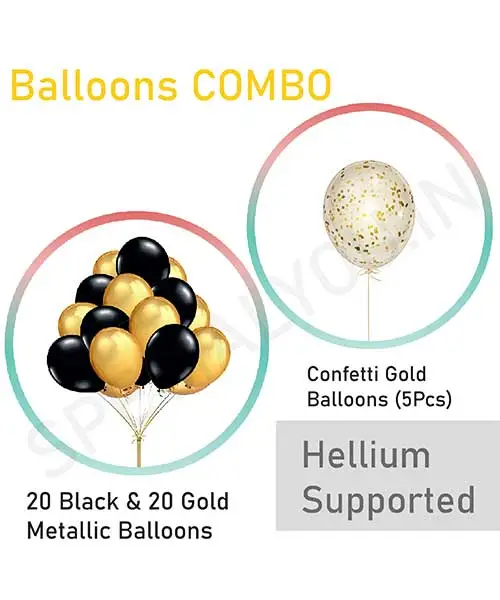 Balloons COMBO
Confetti Gold
Balloons (5Pcs)
20 Black & 20 Gold
Metallic Balloons
Hellium
Supported